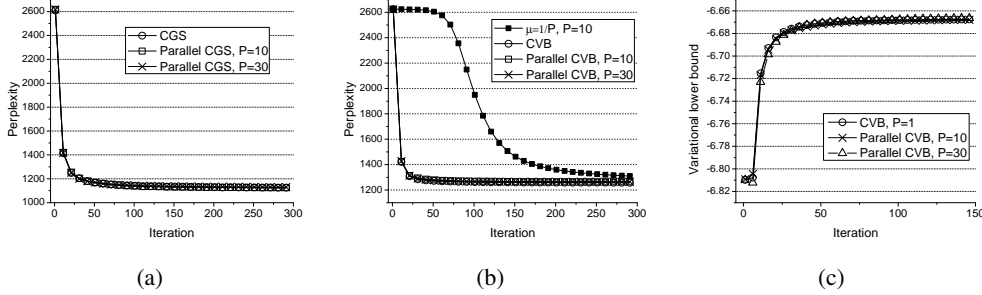 2600
2400
2200
2000
1800
1600
1400
1200
1000
Perplexity
CGS
Parallel CGS, P=10
Parallel CGS, P=30
0 50 100 150 200 250 300
Iteration
(a)
2600
2400
2200
2000
1800
1600
1400
1200
Perplexity
μ=1/P, P=10
CVB
Parallel CVB, P=10
Parallel CVB, P=30
0 50 100 150 200 250 300
Iteration
(b)
-6.66
-6.68
-6.70
-6.72
-6.74
-6.76
-6.78
-6.80
-6.82
Variational lower bound
CVB, P=1
Parallel CVB, P=10
Parallel CVB, P=30
0 50 100 150
Iteration
(c)